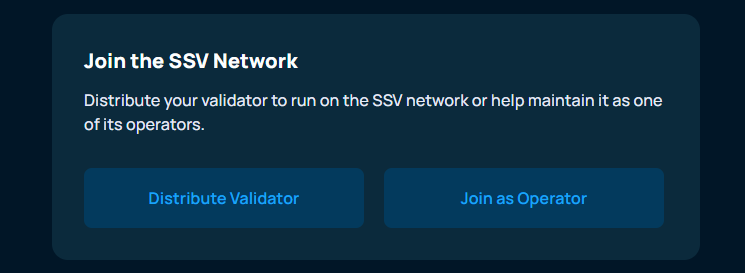 Join the SSV Network
Distribute your validator to run on the SSV network or help maintain it as one
of its operators.
Distribute Validator
Join as Operator